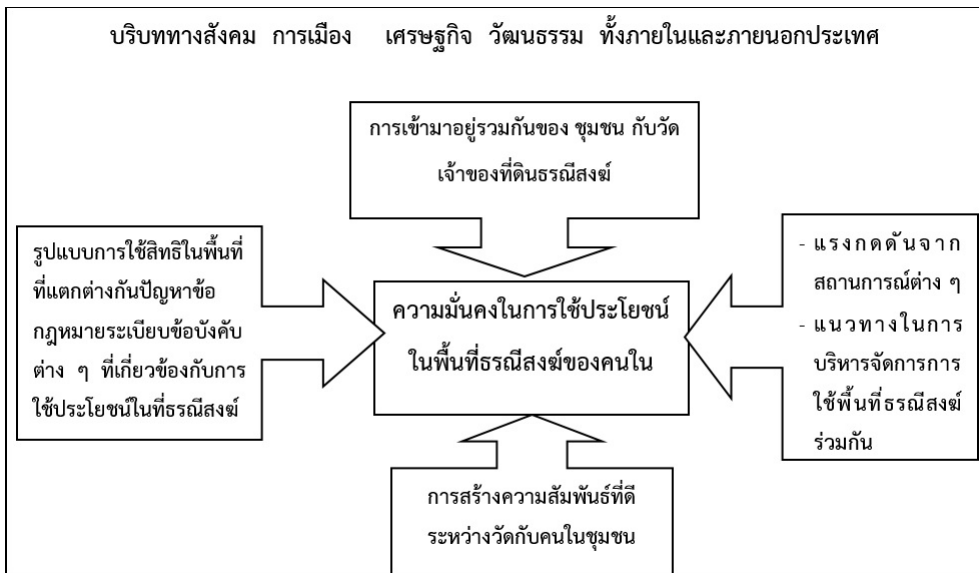 บริบททางสังคม การเมือง เศรษฐกิจ วัฒนธรรม ทั้งภายในและภายนอกประเทศ
การเข้ามาอยู่รวมกันของ ชุมชน กับวัด
เจ้าของที่ดินธรณีสงฆ์
รูปแบบการใช้สิทธิในพื้นที่
ที่แตกต่างกันปัญหาข้อ
กฎหมายระเบียบข้อบังคับ
ต่าง ๆ ที่เกี่ยวข้องกับการ
ใช้ประโยชน์ในที่ธรณีสงฆ์
ความมั่นคงในการใช้ประโยชน์
ในพื้นที่ธรณีสงฆ์ของคนใน
- แรงกดดันจาก
สถานการณ์ต่าง ๆ
- แนวทางในการ
บริหารจัดการการ
ใช้พื้นที่ธรณีสงฆ์
ร่วมกัน
การสร้างความสัมพันธ์ที่ดี
ระหว่างวัดกับคนในชุมชน